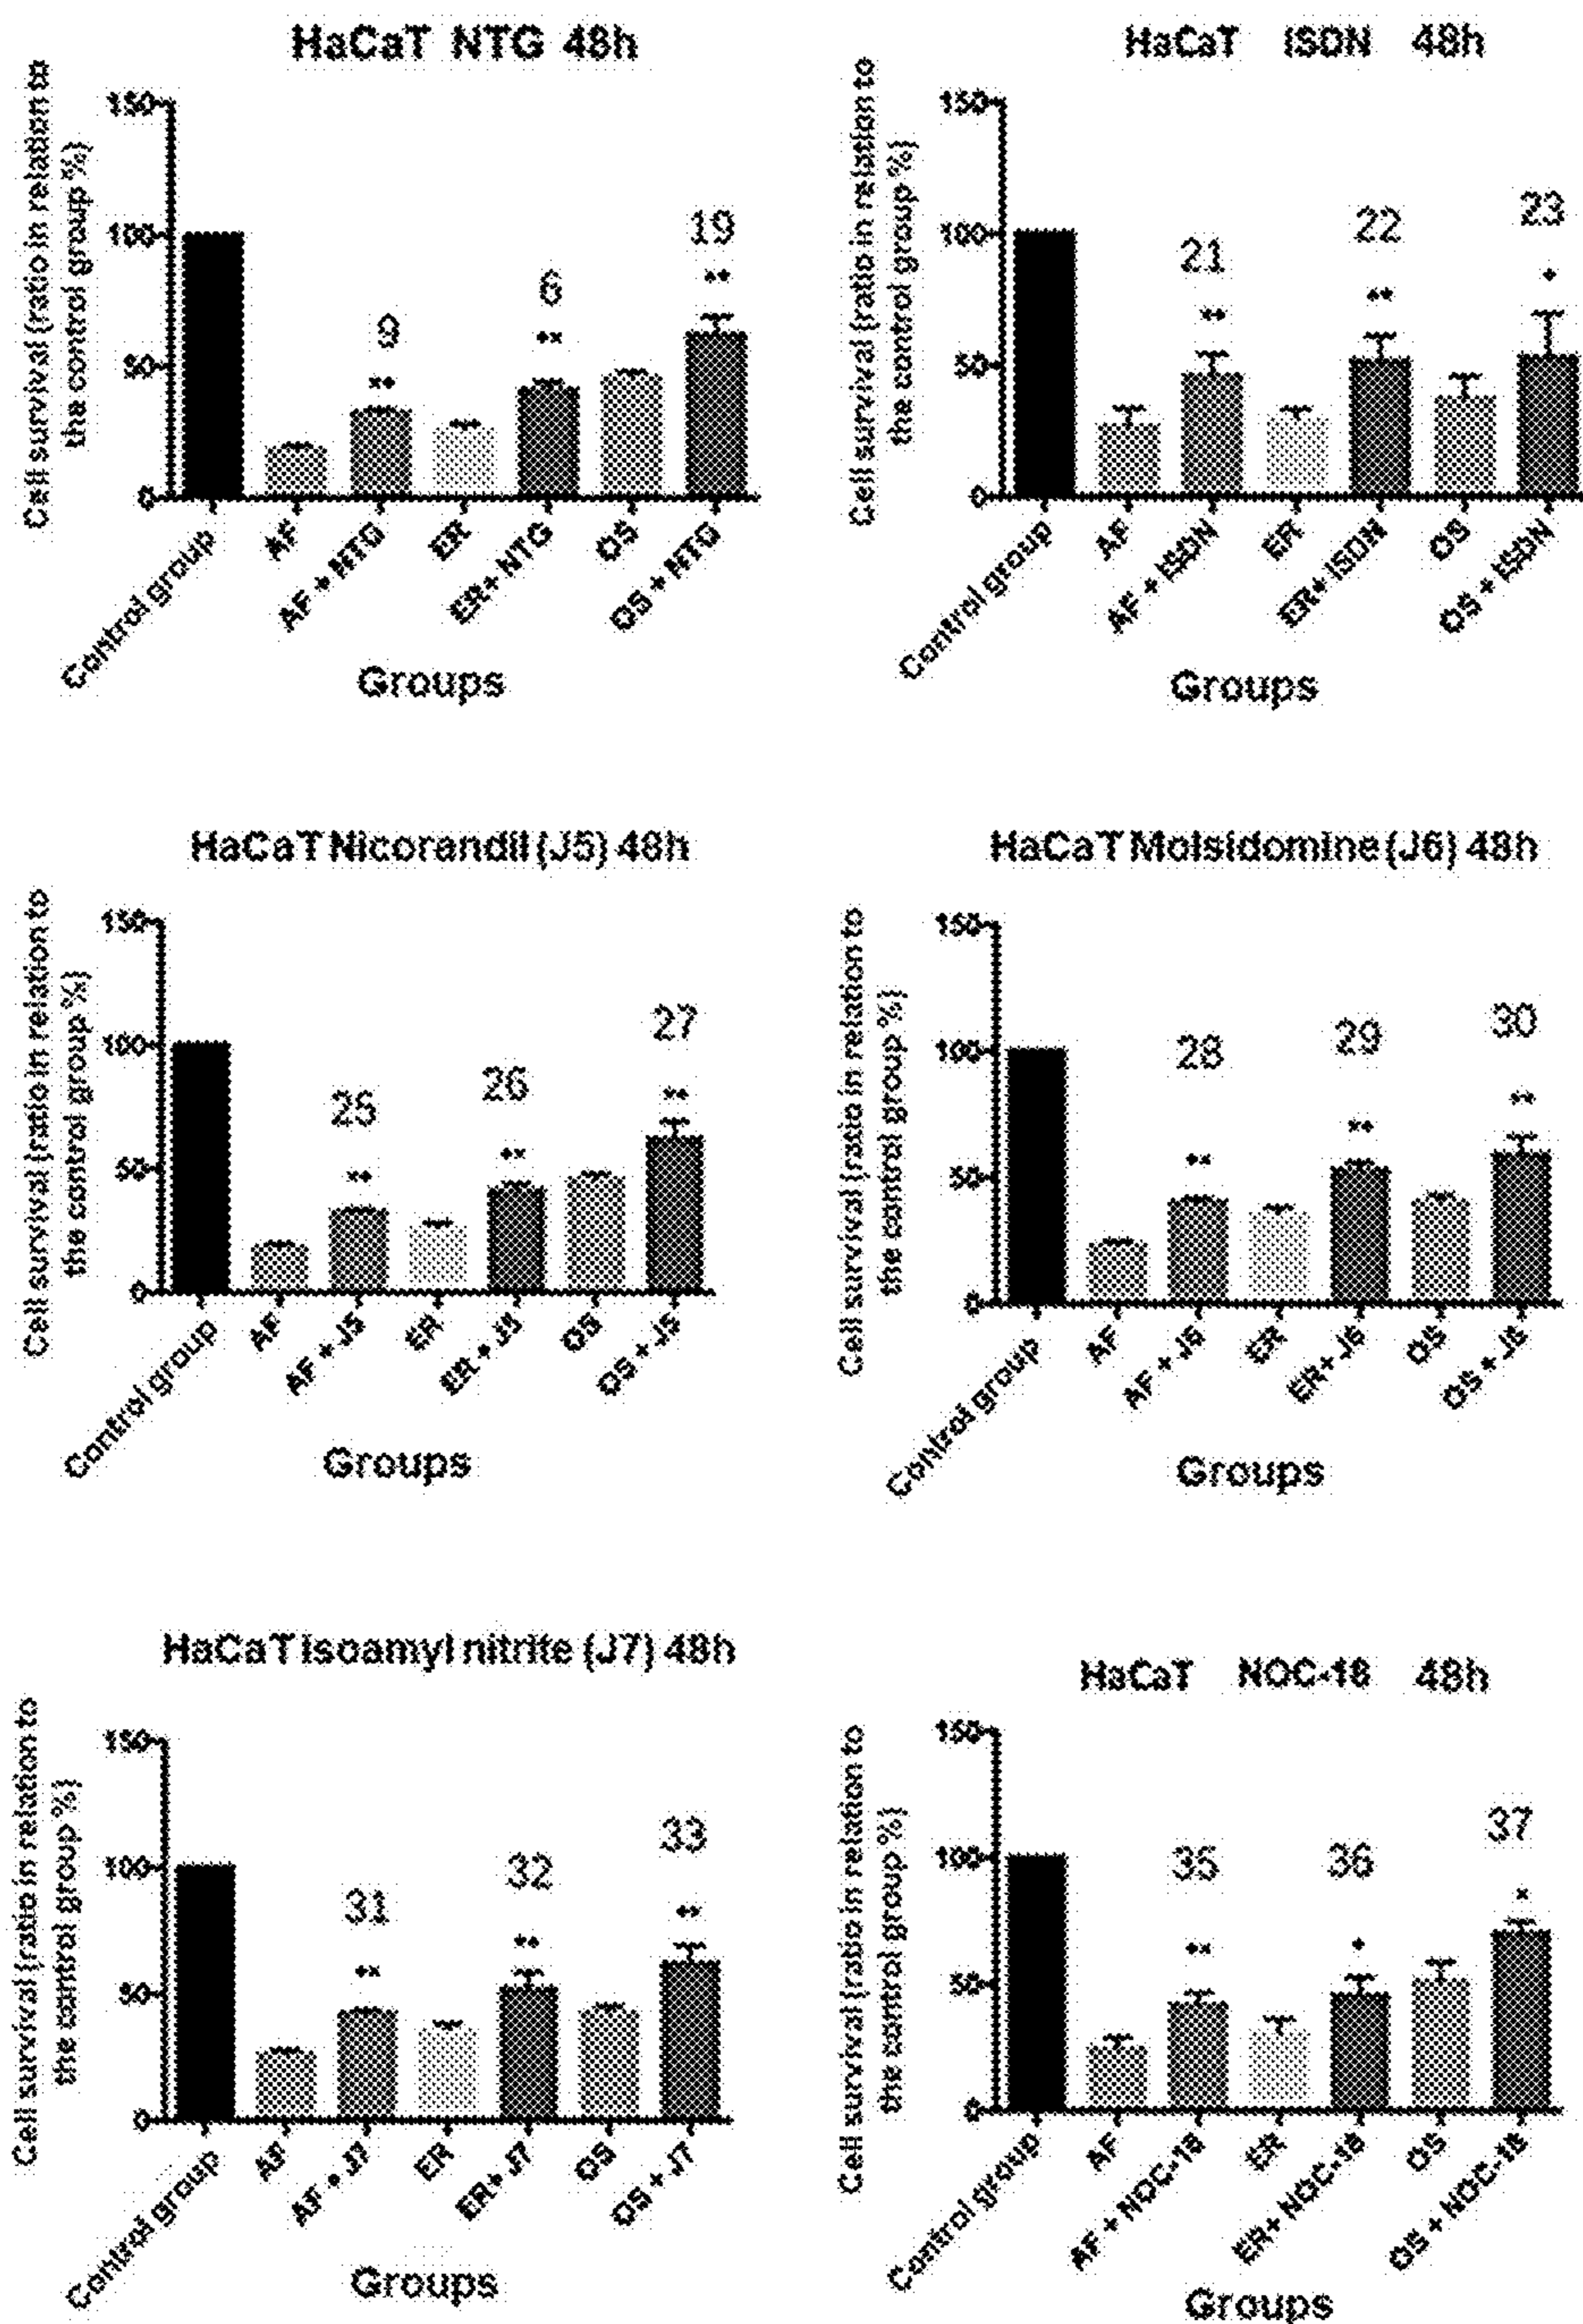 HaCaT NTG 48h
Cell survival (ratio in relation to
the control group %)
150
100
50
0
9
**
6
**
19
**
Control group
AF
AF + NTG
ER
ER+ NTG
OS
OS + NTG
Groups
HaCaT ISDN 48h
Cell survival (ratio in relation to
the control group %)
150
100
50
0
21
**
22
**
23
*
Control group
AF
AF + ISDN
ER
ER+ ISDN
OS
OS + ISDN
Groups
HaCaT Nicorandil (J5) 48h
Cell survival (ratio in relation to
the control group %)
150
100
50
0
25
**
26
**
27
**
Control group
AF
AF + J5
ER
ER + J5
OS
OS + J5
Groups
HaCaT Molsidomine (J6) 48h
Cell survival (ratio in relation to
the control group %)
150
100
50
0
28
**
29
**
30
**
Control group
AF
AF + J6
ER
ER+ J6
OS
OS + J6
Groups
HaCaT Isoamyl nitrite (J7) 48h
Cell survival (ratio in relation to
the control group %)
150
100
50
0
31
**
32
**
33
**
Control group
AF
AF + J7
ER
ER+ J7
OS
OS + J7
Groups
HaCaT NOC-18 48h
Cell survival (ratio in relation to
the control group %)
150
100
50
0
35
**
36
*
37
*
Control group
AF
AF + NOC-18
ER
ER+ NOC-18
OS
OS + NOC-18
Groups